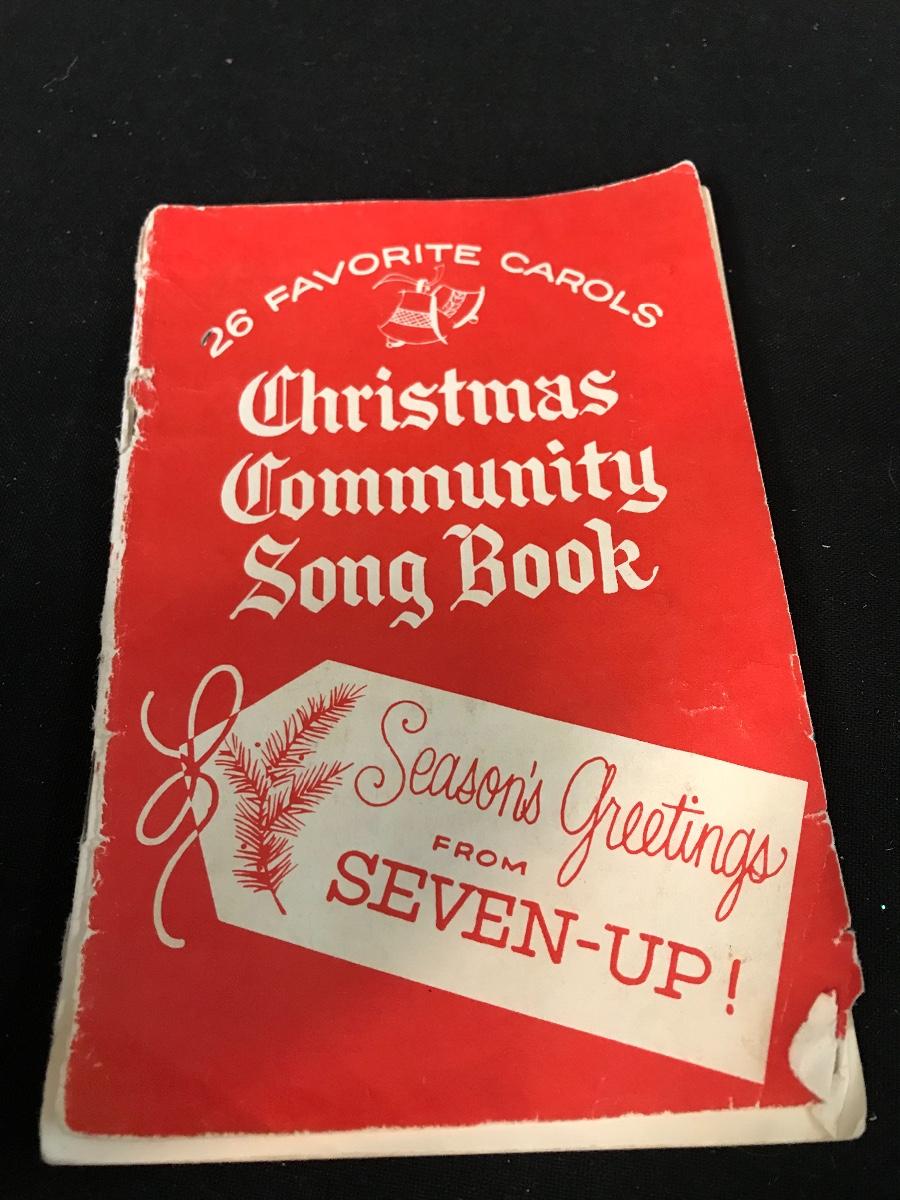 26 FAVORITE CAROLS
Christmas
Community
Song Book
Season's Greetings
FROM
SEVEN-UP!